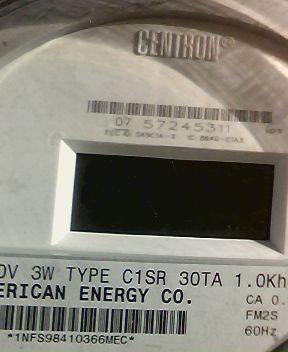 CENTRON®
07 57245311
0V 3W TYPE C1SR 30TA 1.0Kh
ERICAN ENERGY CO.
CA 0.
FM2S
60Hz
*1NFS98410366MEC*